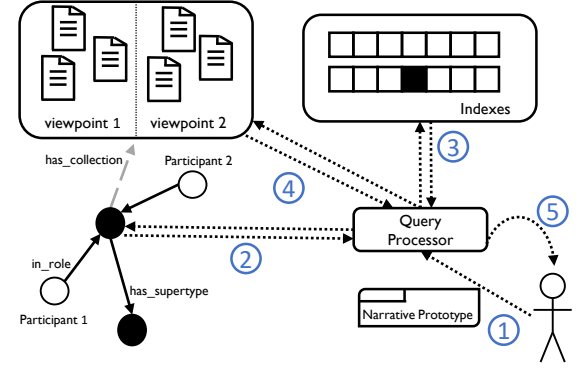 viewpoint 1
viewpoint 2
Indexes
has_collection
Participant 2
3
4
5
Query
Processor
2
in_role
has_supertype
Narrative Prototype
Participant 1
1